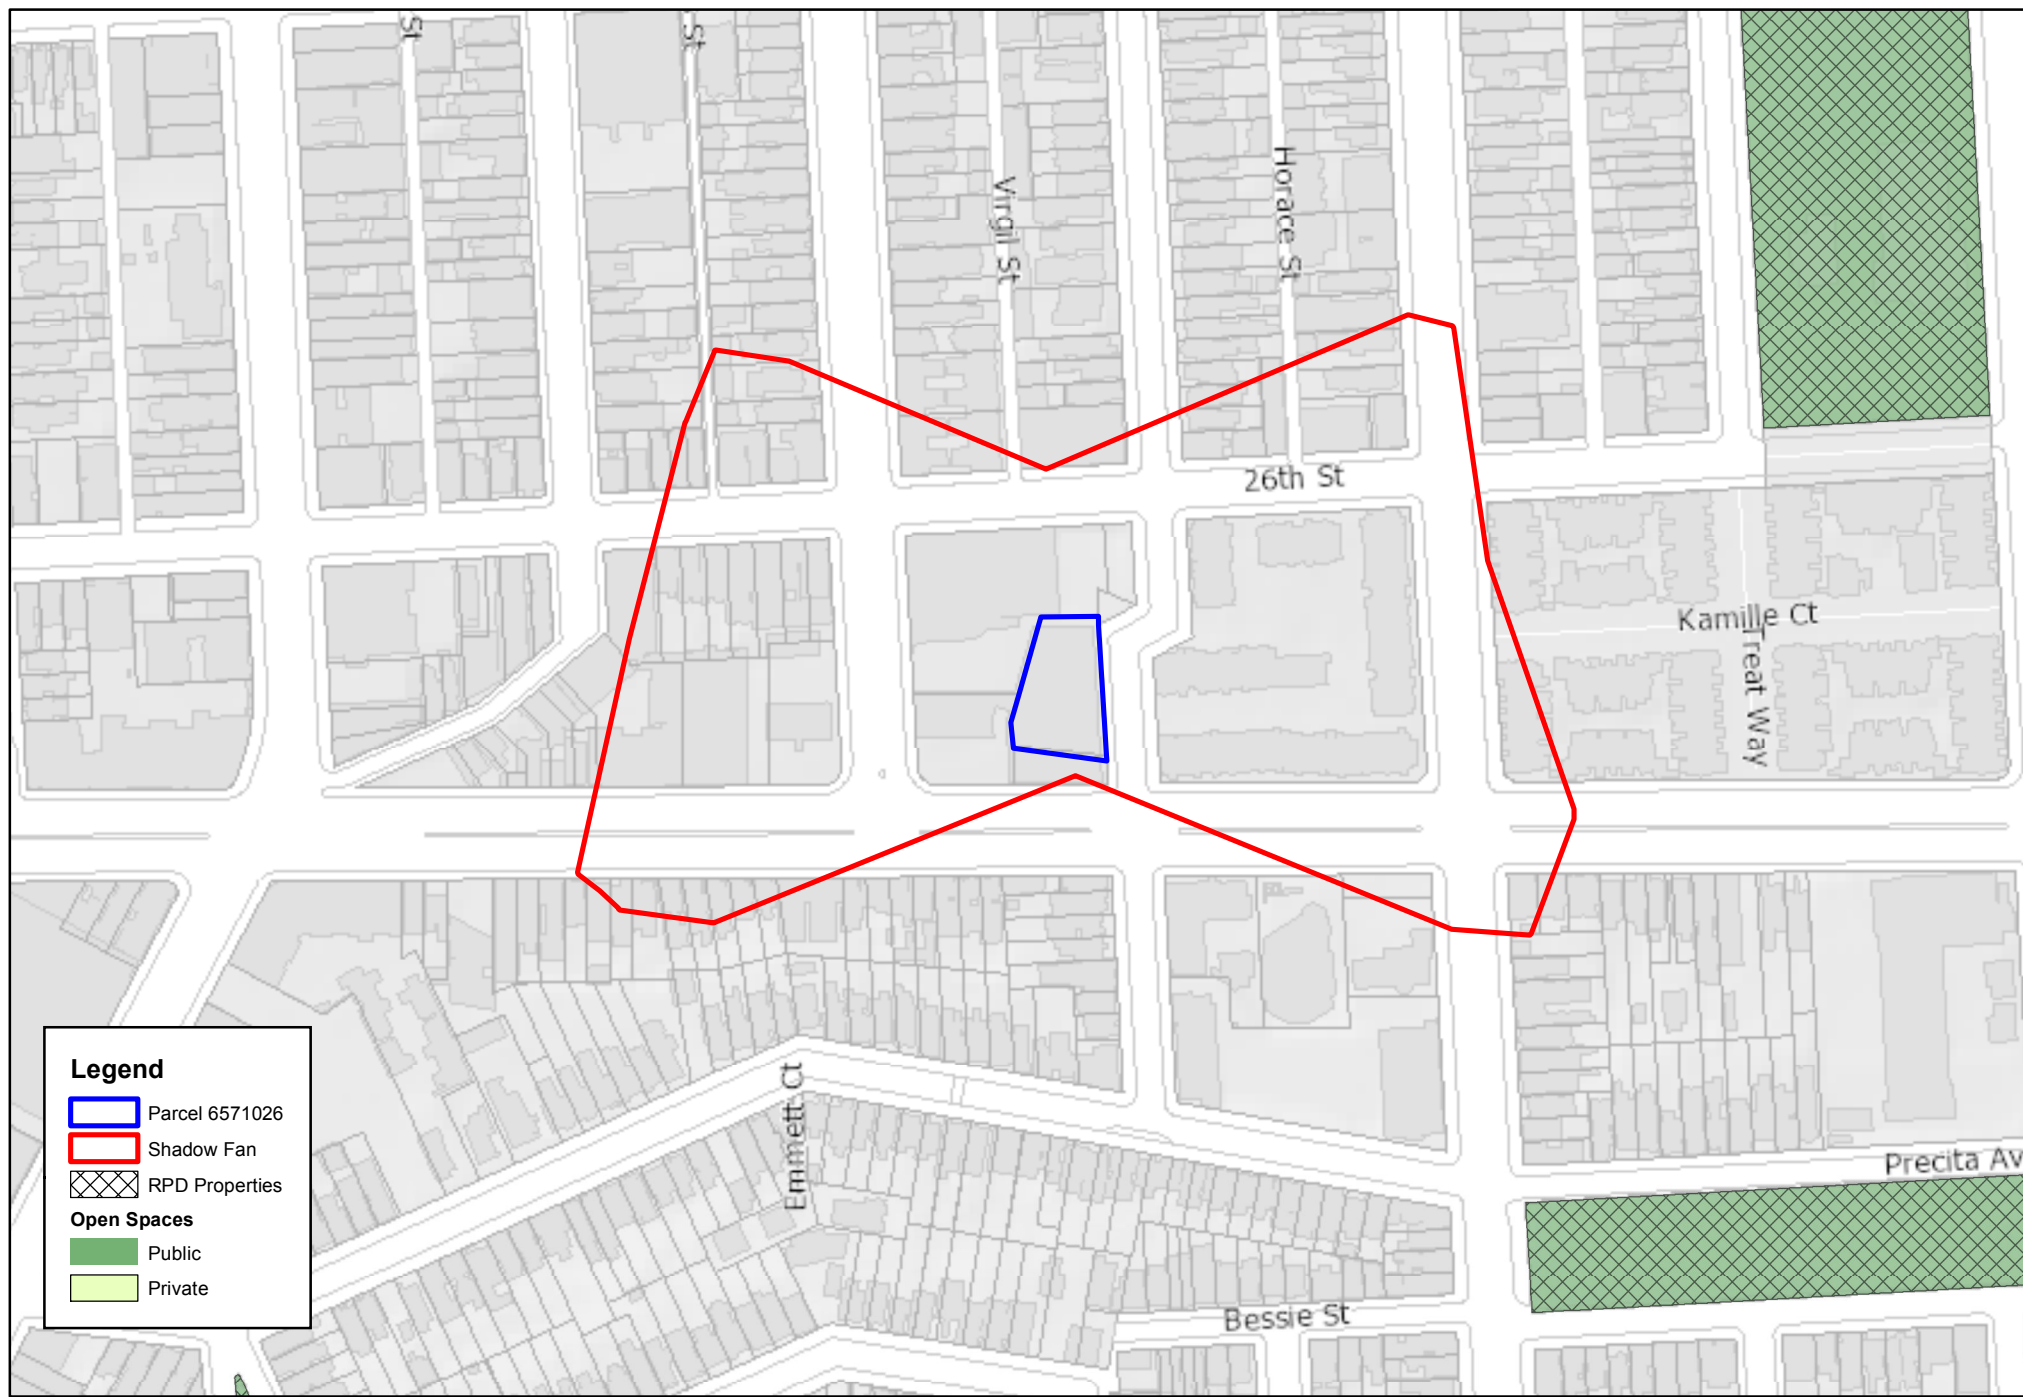 St
St
Virgil St
Horace St
26th St
Kamille Ct
Treat Way
Emmett Ct
Precita Av
Bessie St
Legend
Parcel 6571026
Shadow Fan
RPD Properties
Open Spaces
Public
Private